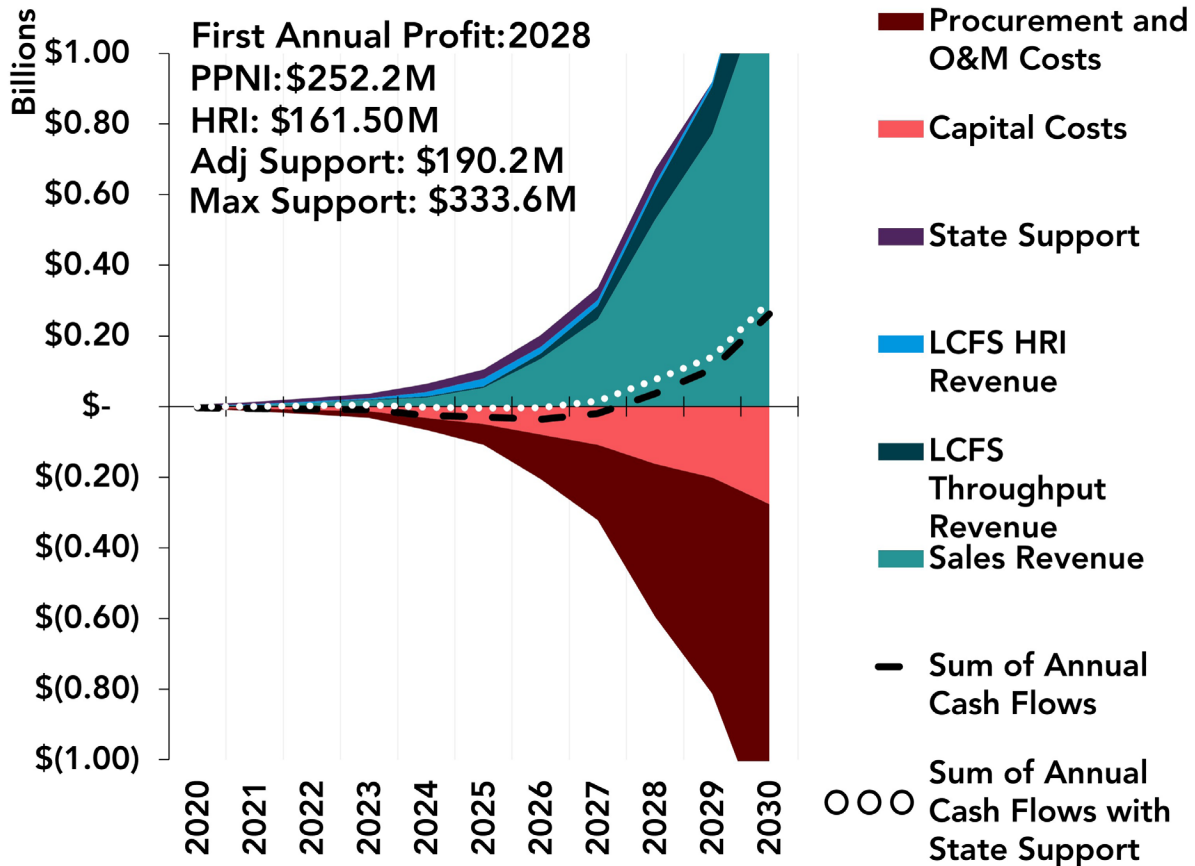 Billions
$1.00
$0.80
$0.60
$0.40
$0.20
$-
$(0.20)
$(0.40)
$(0.60)
$(0.80)
$(1.00)
First Annual Profit:2028
PPNI:$252.2M
HRI: $161.50M
Adj Support: $190.2M
Max Support: $333.6M
2020
2021
2022
2023
2024
2025
2026
2027
2028
2029
2030
Procurement and
O&M Costs
Capital Costs
State Support
LCFS HRI
Revenue
LCFS
Throughput
Revenue
Sales Revenue
Sum of Annual
Cash Flows
Sum of Annual
Cash Flows with
State Support